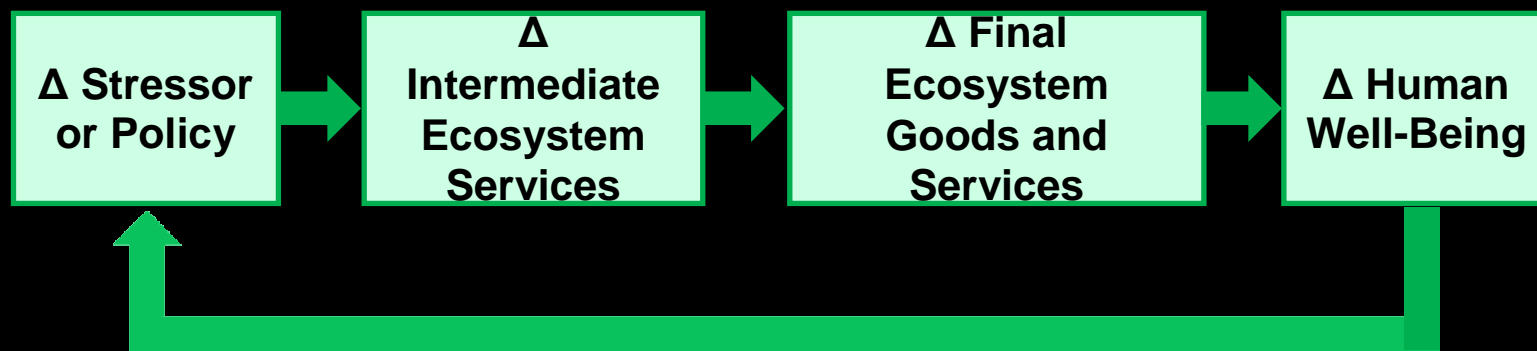 Δ Stressor
or Policy
Δ
Intermediate
Ecosystem
Services
Δ Final
Ecosystem
Goods and
Services
Δ Human
Well-Being